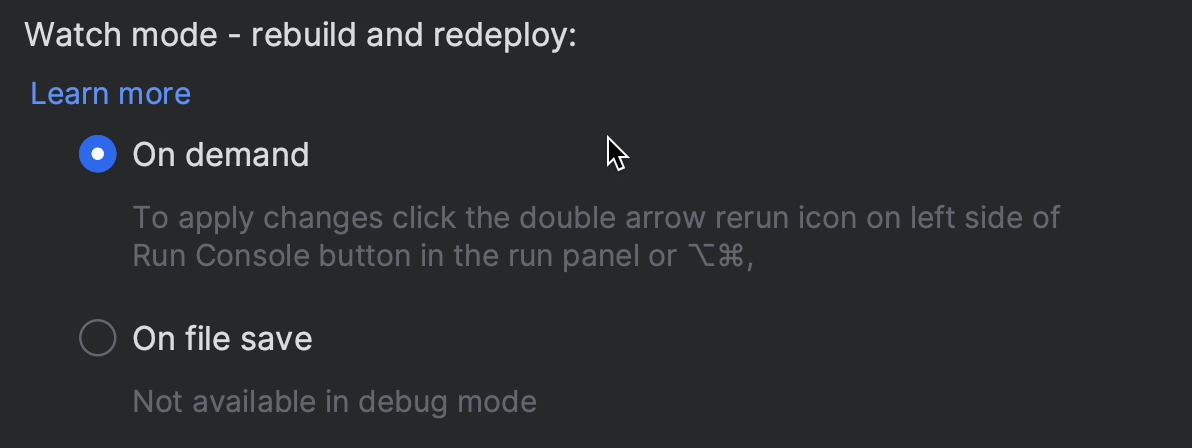 Watch mode - rebuild and redeploy:
Learn more
On demand
To apply changes click the double arrow rerun icon on left side of
Run Console button in the run panel or ⌥⌘,
On file save
Not available in debug mode